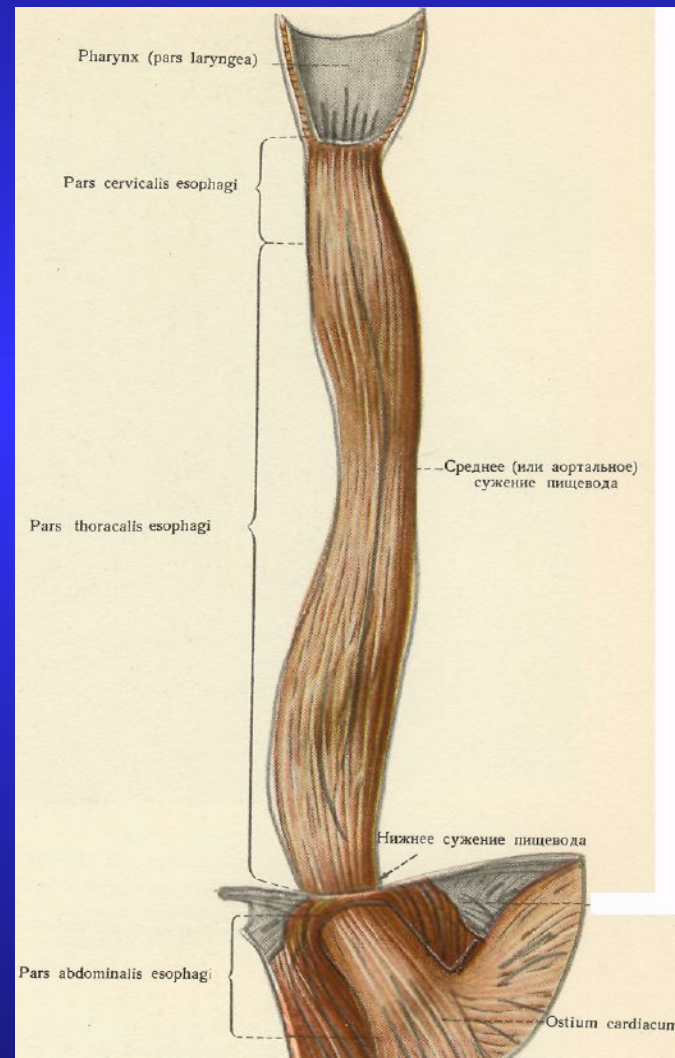 Pharynx (pars laryngea)
Pars cervicalis esophagi
Среднее (или аортальное)
сужение пищевода
Pars thoracalis esophagi
Нижнее сужение пищевода
Pars abdominalis esophagi
Ostium cardiacum